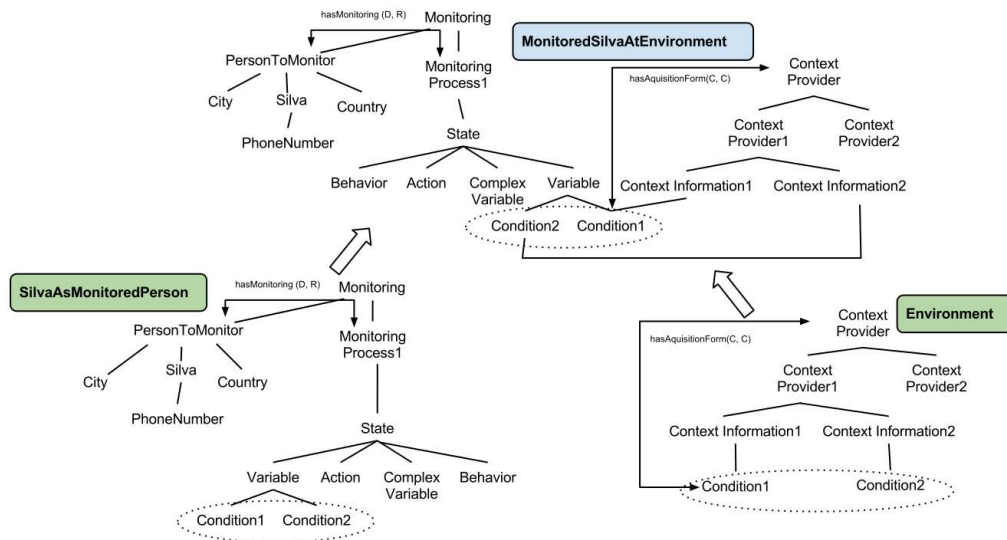 hasMonitoring (D, R)
Monitoring
PersonToMonitor
Monitoring
Process1
City
Silva
Country
PhoneNumber
State
Behavior
Action
Complex
Variable
Variable
Condition2
Condition1
MonitoredSilvaAtEnvironment
hasAquisitionForm(C, C)
Context
Provider
Context
Provider1
Context
Provider2
Context Information1
Context Information2
SilvaAsMonitoredPerson
hasMonitoring (D, R)
Monitoring
PersonToMonitor
Monitoring
Process1
City
Silva
Country
PhoneNumber
State
Variable
Action
Complex
Variable
Behavior
Condition1
Condition2
Environment
hasAquisitionForm(C, C)
Context
Provider
Context
Provider1
Context
Provider2
Context Information1
Context Information2
Condition1
Condition2